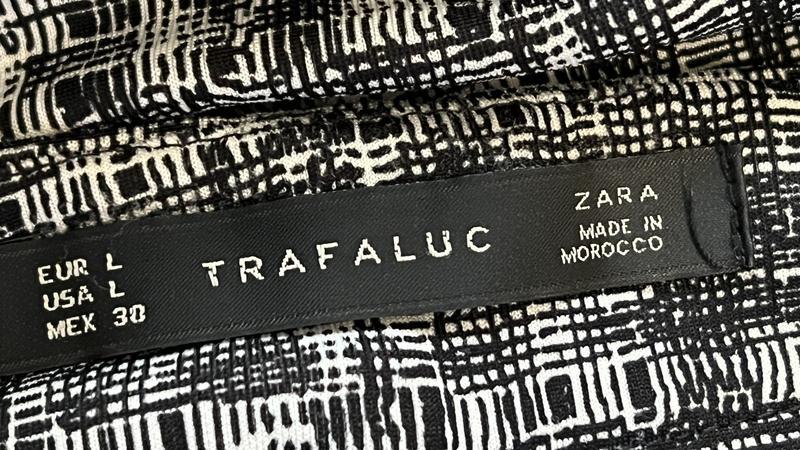 EUR L
USA L
MEX 30
TRAFALUC
ZARA
MADE IN
MOROCCO